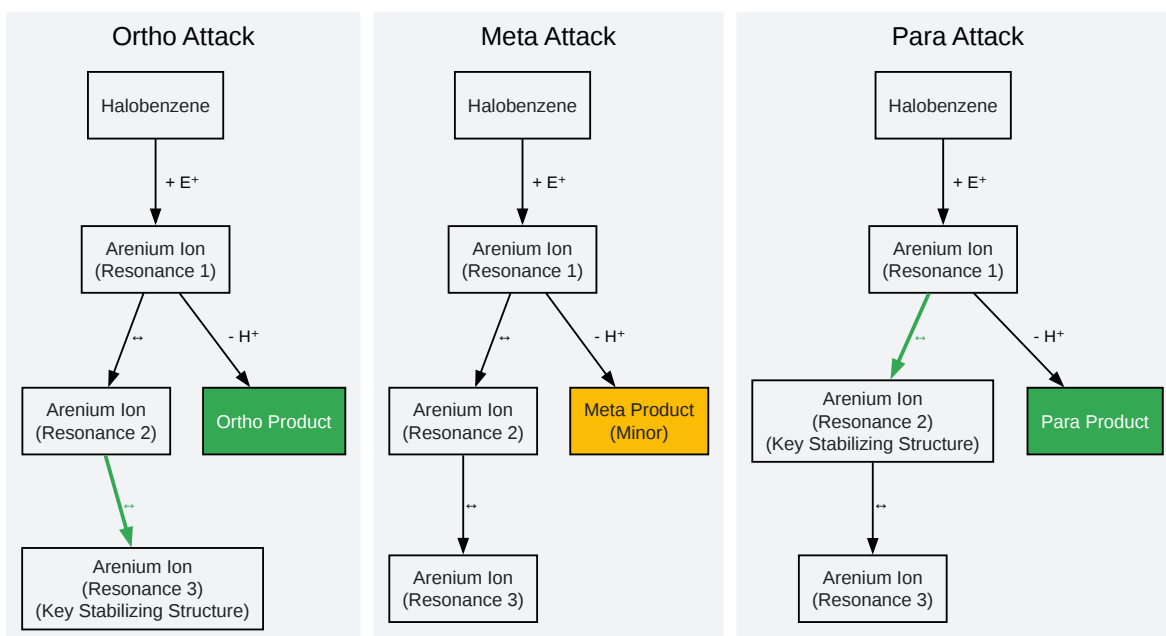 Ortho Attack
Halobenzene
+ E⁺
Arenium Ion
(Resonance 1)
↔
- H⁺
Arenium Ion
(Resonance 2)
Ortho Product
↔
Arenium Ion
(Resonance 3)
(Key Stabilizing Structure)
Meta Attack
Halobenzene
+ E⁺
Arenium Ion
(Resonance 1)
↔
- H⁺
Arenium Ion
(Resonance 2)
Meta Product
(Minor)
↔
Arenium Ion
(Resonance 3)
Para Attack
Halobenzene
+ E⁺
Arenium Ion
(Resonance 1)
↔
- H⁺
Arenium Ion
(Resonance 2)
(Key Stabilizing Structure)
Para Product
↔
Arenium Ion
(Resonance 3)